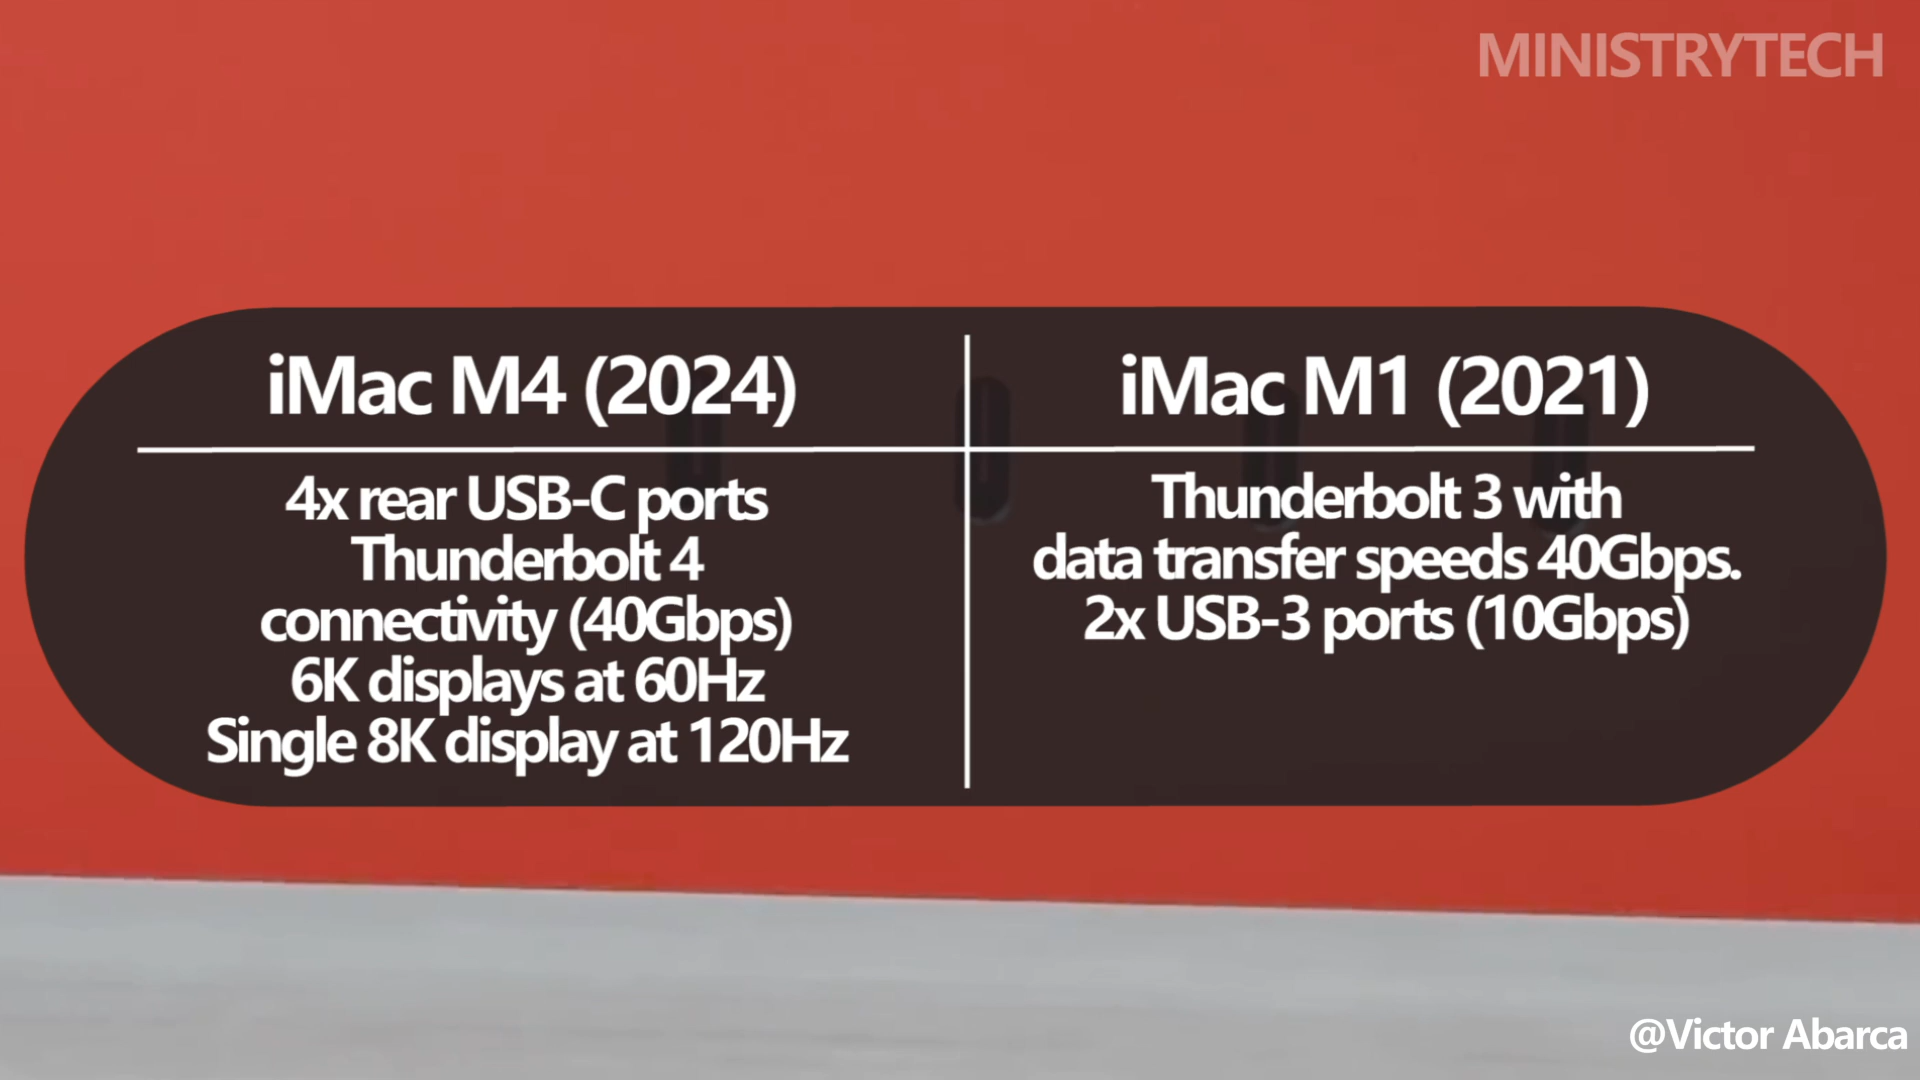 MINISTRYTECH
iMac M4 (2024)
4x rear USB-C ports
Thunderbolt 4
connectivity (40Gbps)
6K displays at 60Hz
Single 8K display at 120Hz
iMac M1 (2021)
Thunderbolt 3 with
data transfer speeds 40Gbps.
2x USB-3 ports (10Gbps)
@Victor Abarca